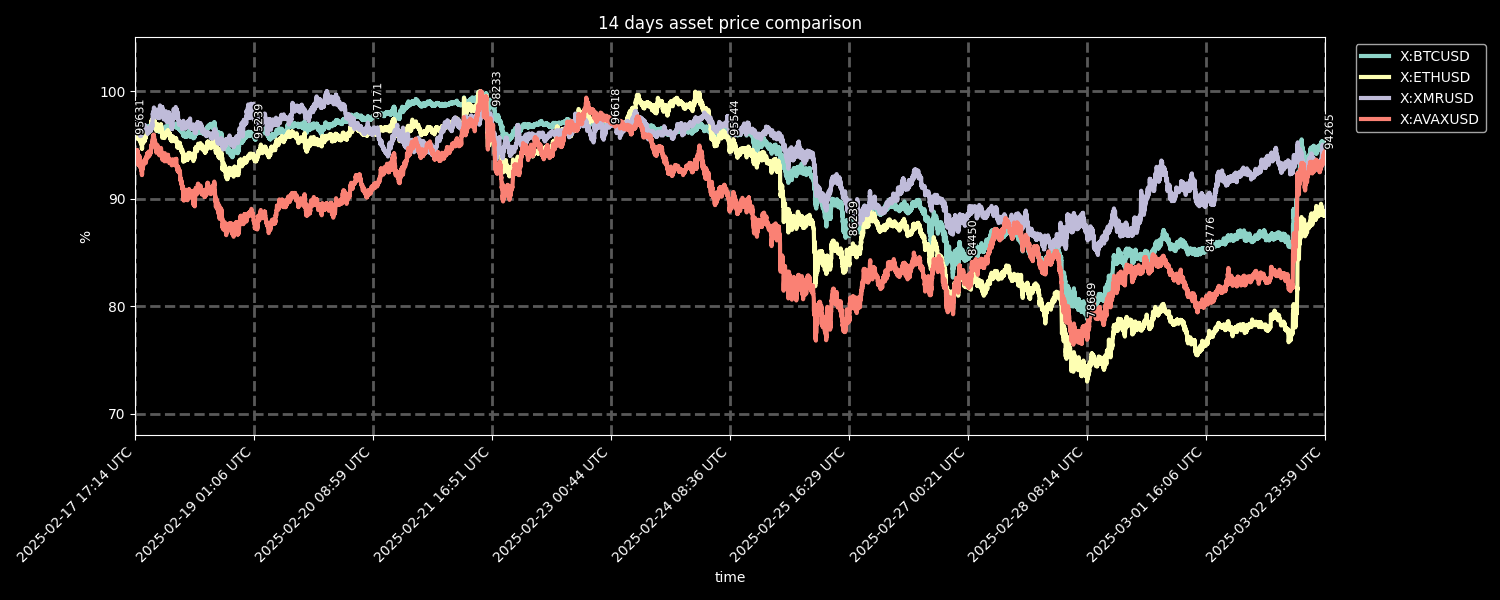 14 days asset price comparison
X:BTCUSD
X:ETHUSD
X:XMRUSD
X:AVAXUSD
%
100
90
80
70
95631
95239
97171
98233
96618
95544
86239
84450
78689
84776
94265
2025-02-17 17:14 UTC
2025-02-19 01:06 UTC
2025-02-20 08:59 UTC
2025-02-21 16:51 UTC
2025-02-23 00:44 UTC
2025-02-24 08:36 UTC
2025-02-25 16:29 UTC
2025-02-27 00:21 UTC
2025-02-28 08:14 UTC
2025-03-01 16:06 UTC
2025-03-02 23:59 UTC
time